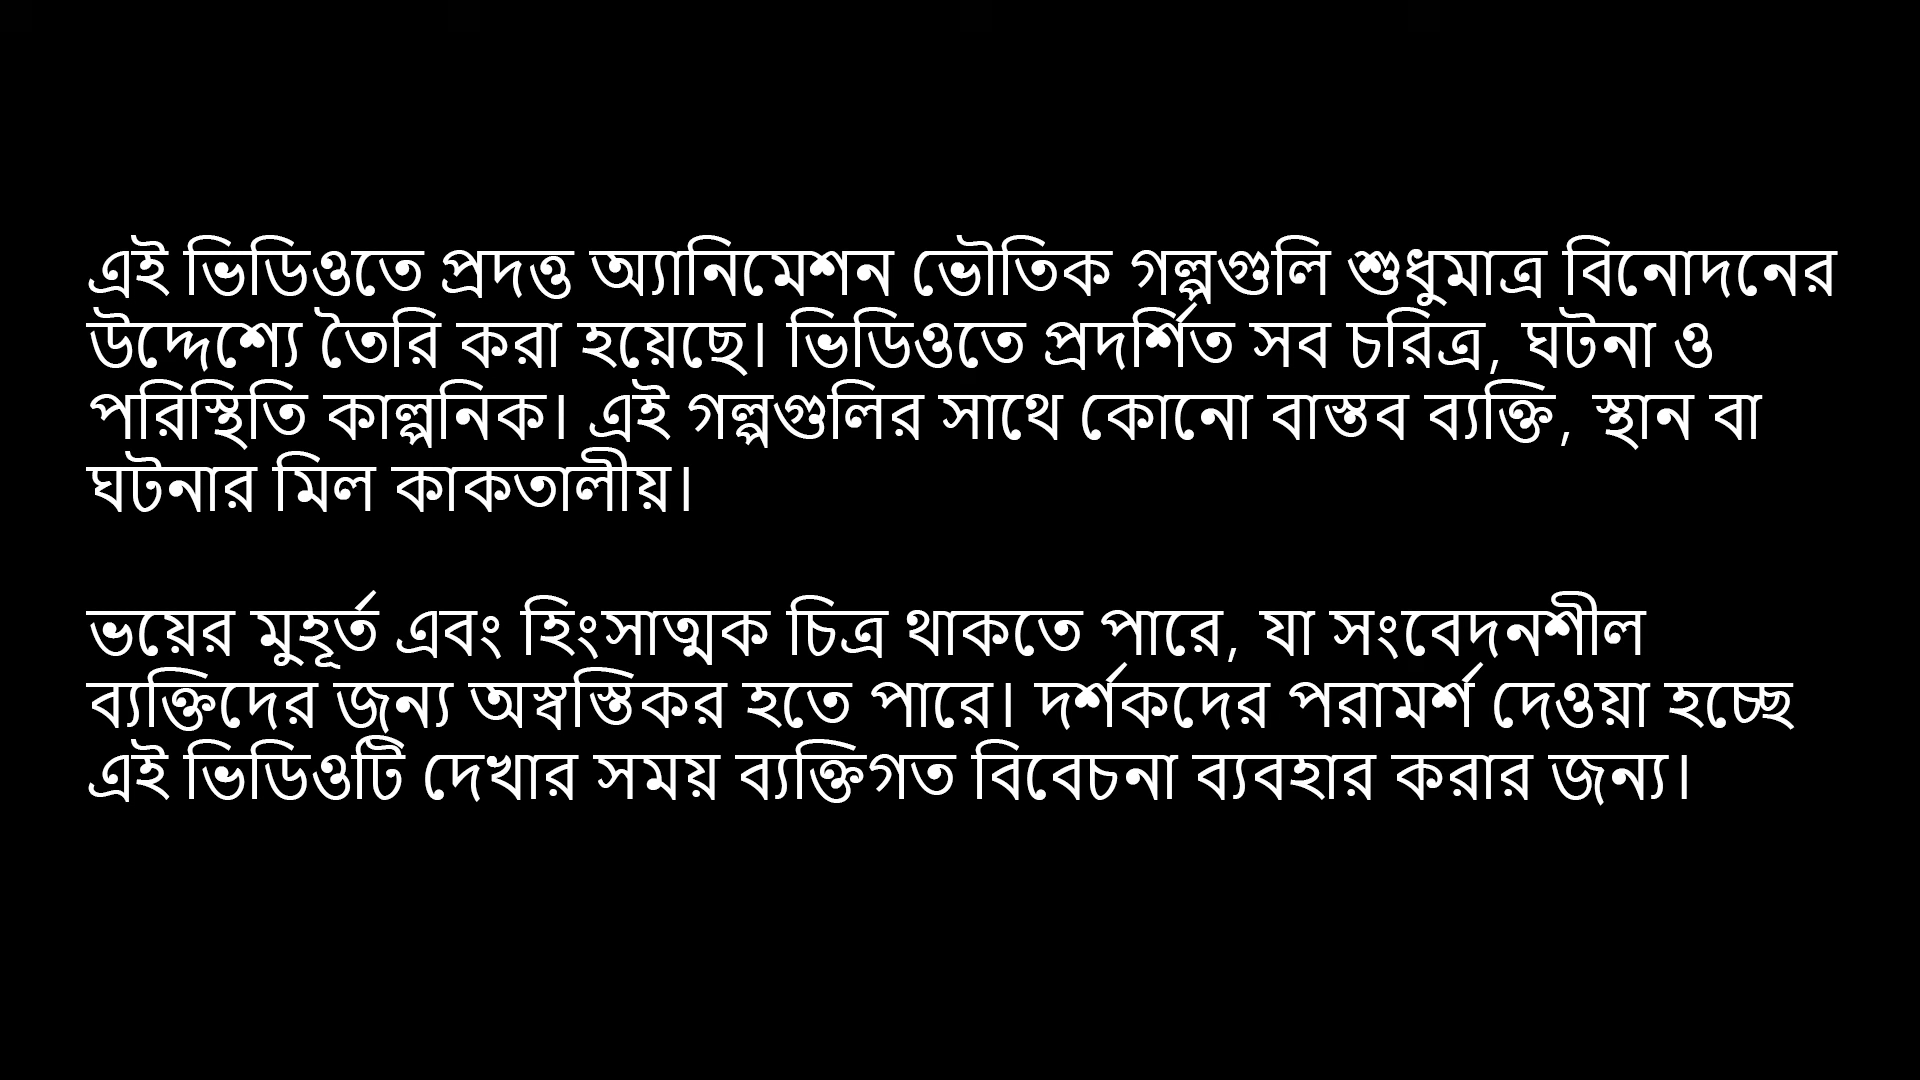 এই ভিডিওতে প্রদত্ত অ্যানিমেশন ভৌতিক গল্পগুলি শুধুমাত্র বিনোদনের
উদ্দেশ্যে তৈরি করা হয়েছে। ভিডিওতে প্রদর্শিত সব চরিত্র, ঘটনা ও
পরিস্থিতি কাল্পনিক। এই গল্পগুলির সাথে কোনো বাস্তব ব্যক্তি, স্থান বা
ঘটনার মিল কাকতালীয়।
ভয়ের মুহূর্ত এবং হিংসাত্মক চিত্র থাকতে পারে, যা সংবেদনশীল
ব্যক্তিদের জন্য অস্বস্তিকর হতে পারে। দর্শকদের পরামর্শ দেওয়া হচ্ছে
এই ভিডিওটি দেখার সময় ব্যক্তিগত বিবেচনা ব্যবহার করার জন্য।